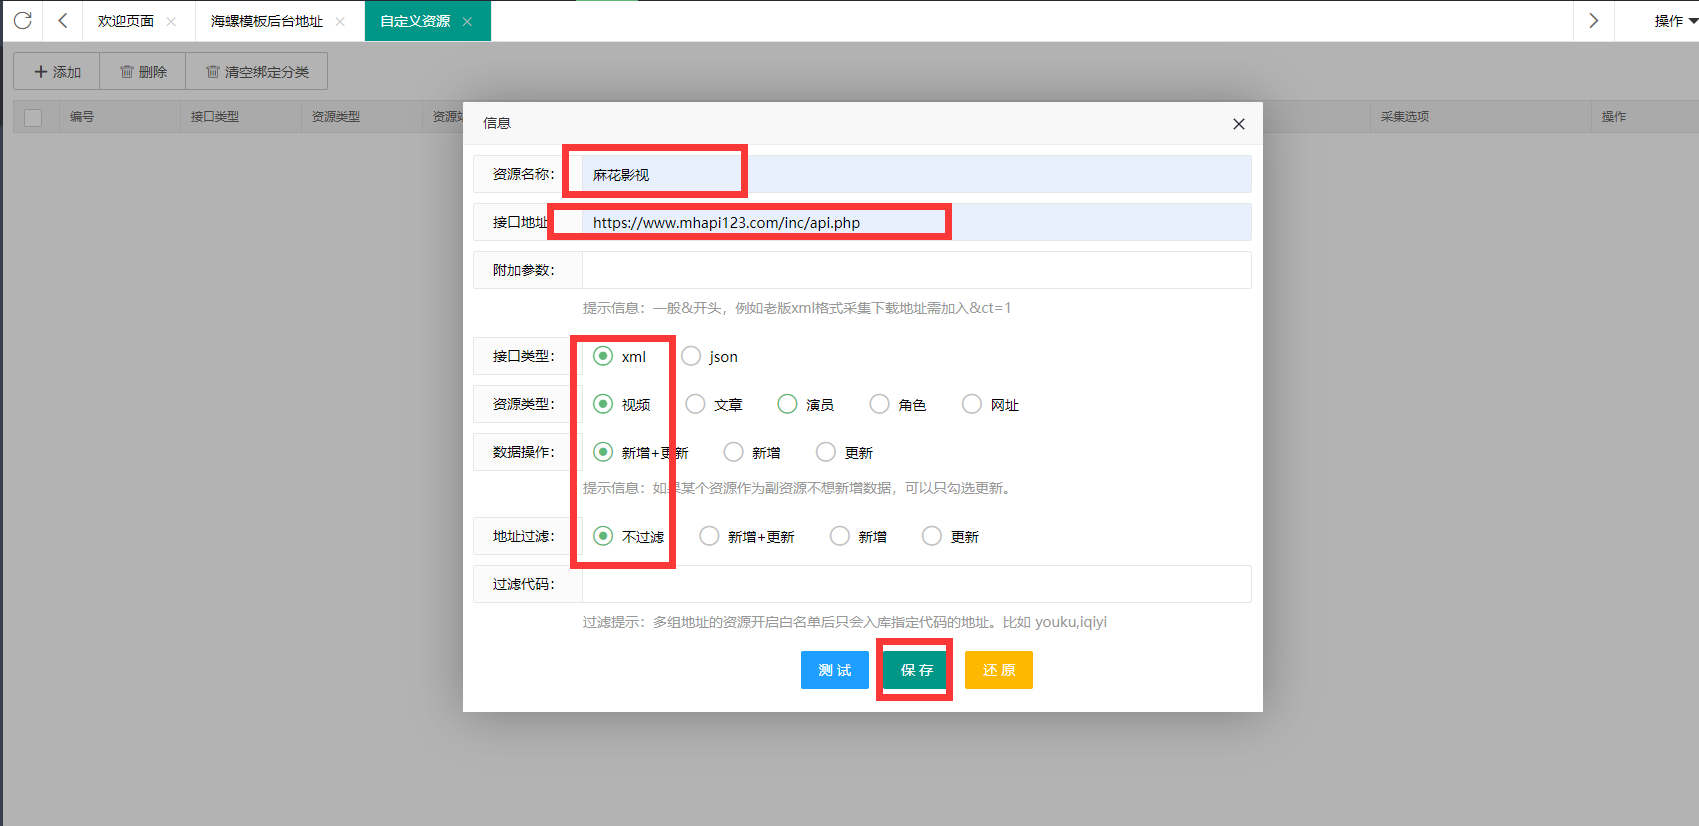 欢迎页面 海螺模板后台地址 自定义资源 操作
添加 删除 清空绑定分类
编号 接口类型 资源类型 采集选项 操作
信息
资源名称： 麻花影视
接口地址 https://www.mhapi123.com/inc/api.php
附加参数：
提示信息：一般&开头，例如老版xml格式采集下载地址需加入&ct=1
接口类型： xml json
资源类型： 视频 文章 演员 角色 网址
数据操作： 新增+更新 新增 更新
提示信息：如果某个资源作为副资源不想新增数据，可以只勾选更新。
地址过滤： 不过滤 新增+更新 新增 更新
过滤代码：
过滤提示：多组地址的资源开启白名单后只会入库指定代码的地址。比如 youku,iqiyi
测 试 保 存 还 原